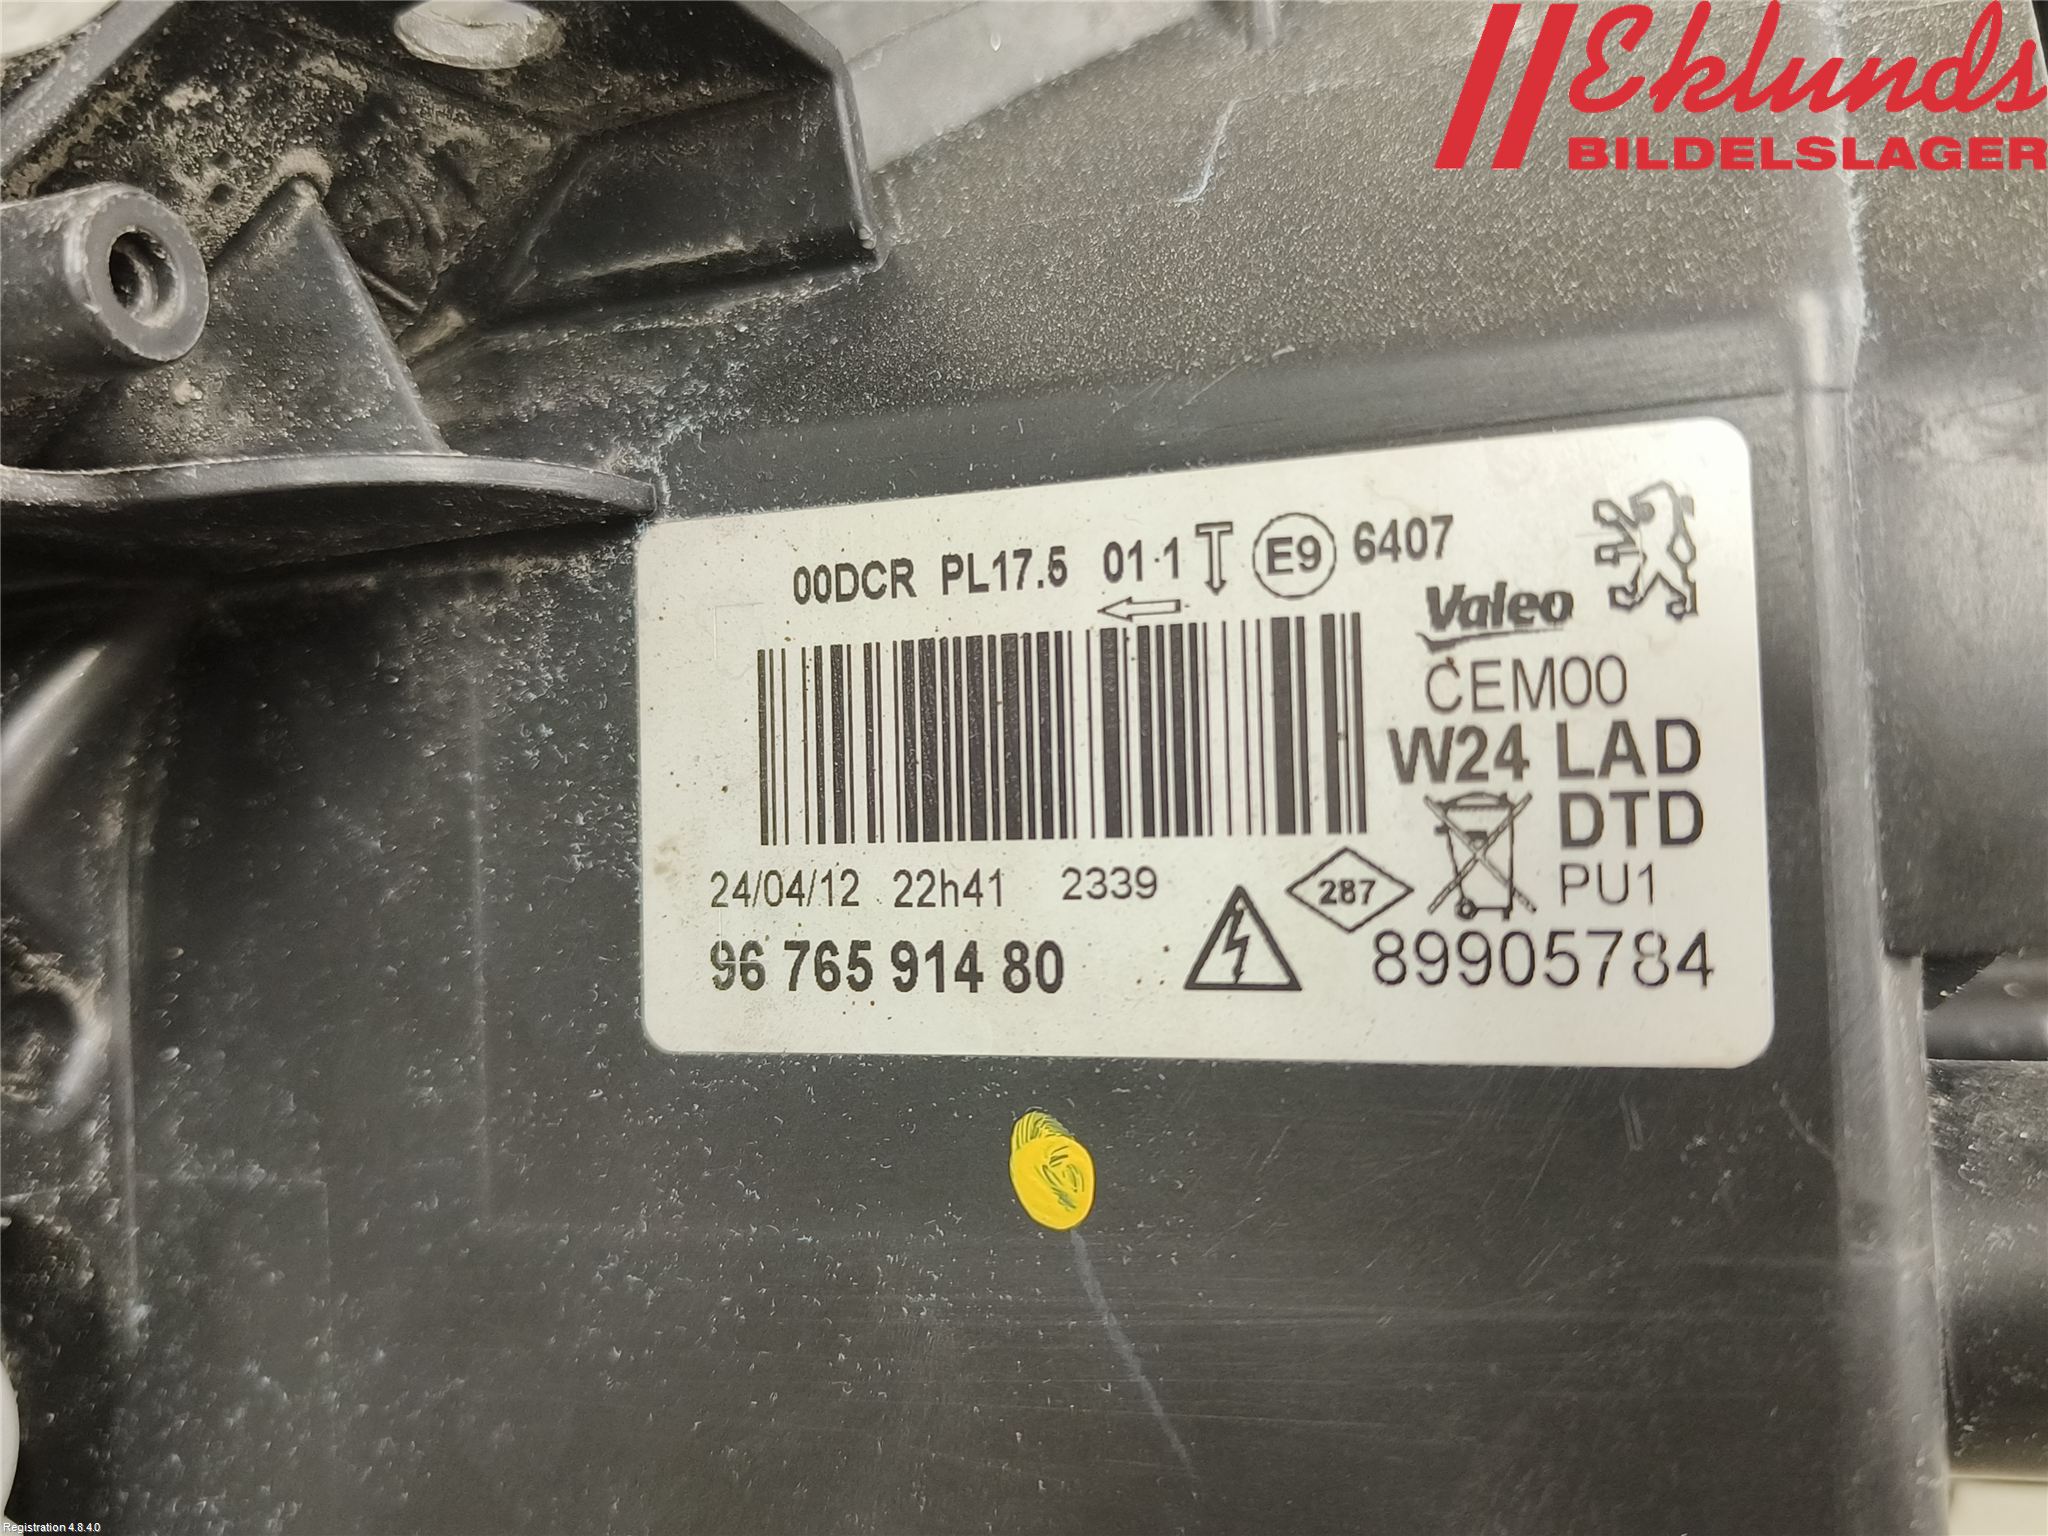 Eklunds
BILDELSLAGER
00DCR PL17.5 01 1 E9 6407
Valeo
CEM00
W24 LAD
DTD
PU1
24/04/12 22h41 2339
287
96 765 914 80
89905784
Registration 4.8.4.0